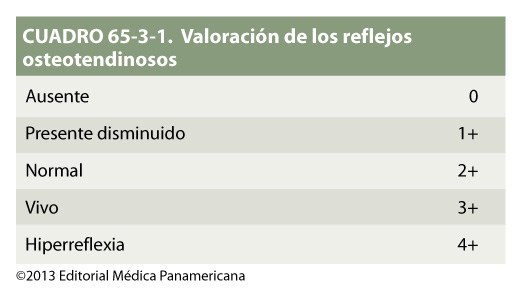 CUADRO 65-3-1. Valoración de los reflejos
osteotendinosos
Ausente 0
Presente disminuido 1+
Normal 2+
Vivo 3+
Hiperreflexia 4+
©2013 Editorial Médica Panamericana